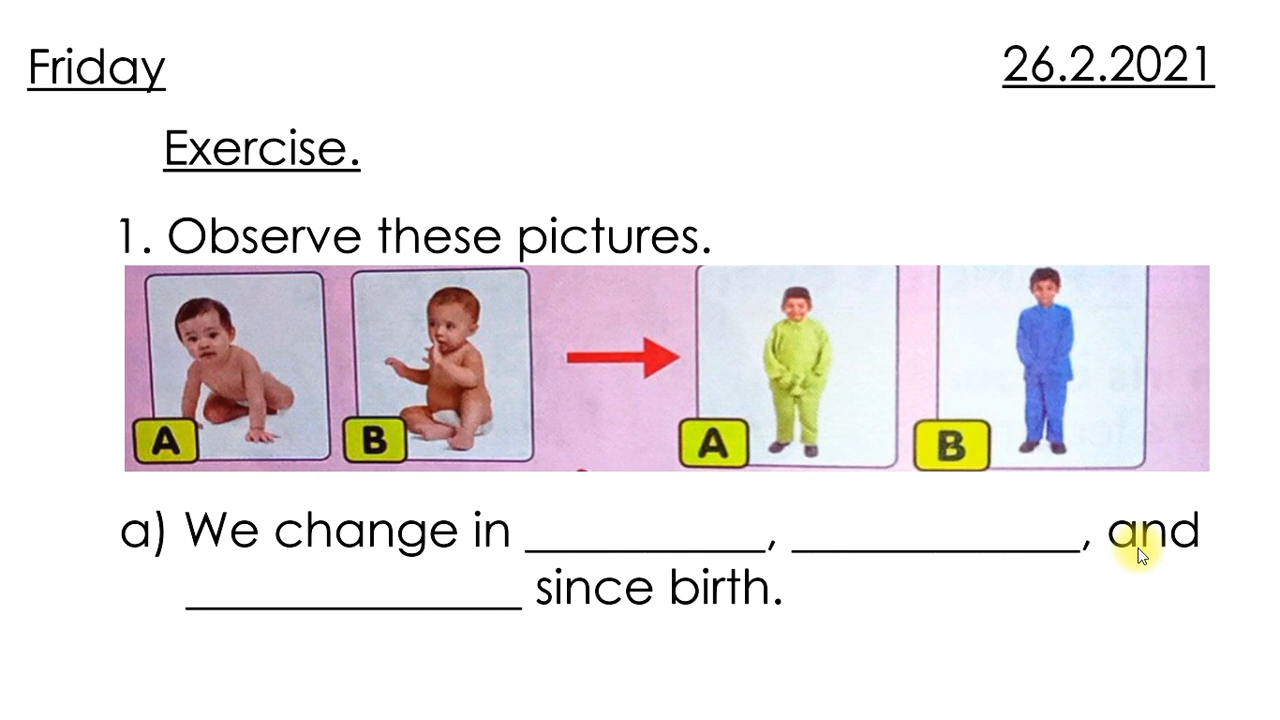 Friday 26.2.2021
Exercise.
1. Observe these pictures.
A B A B
a) We change in __________, ____________, and
______________ since birth.